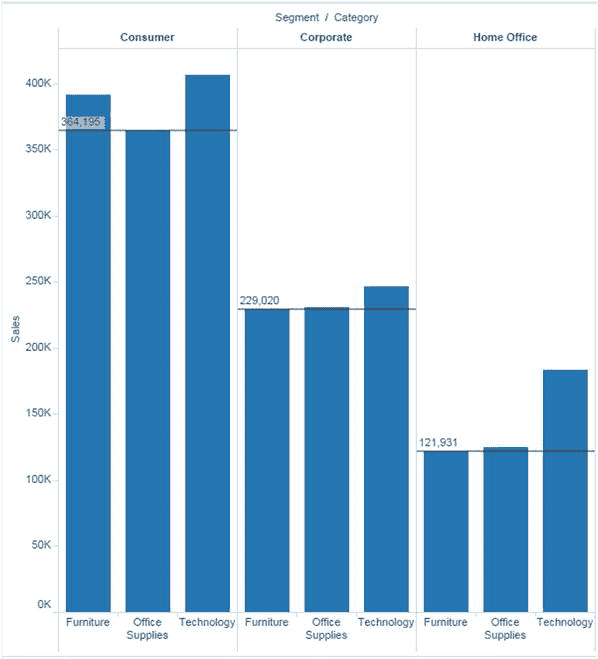 Segment / Category
Consumer Corporate Home Office
400K
364,195
350K
300K
250K
229,020
200K
Sales
150K
121,931
100K
50K
0K
Furniture Office Supplies Technology Furniture Office Supplies Technology Furniture Office Supplies Technology